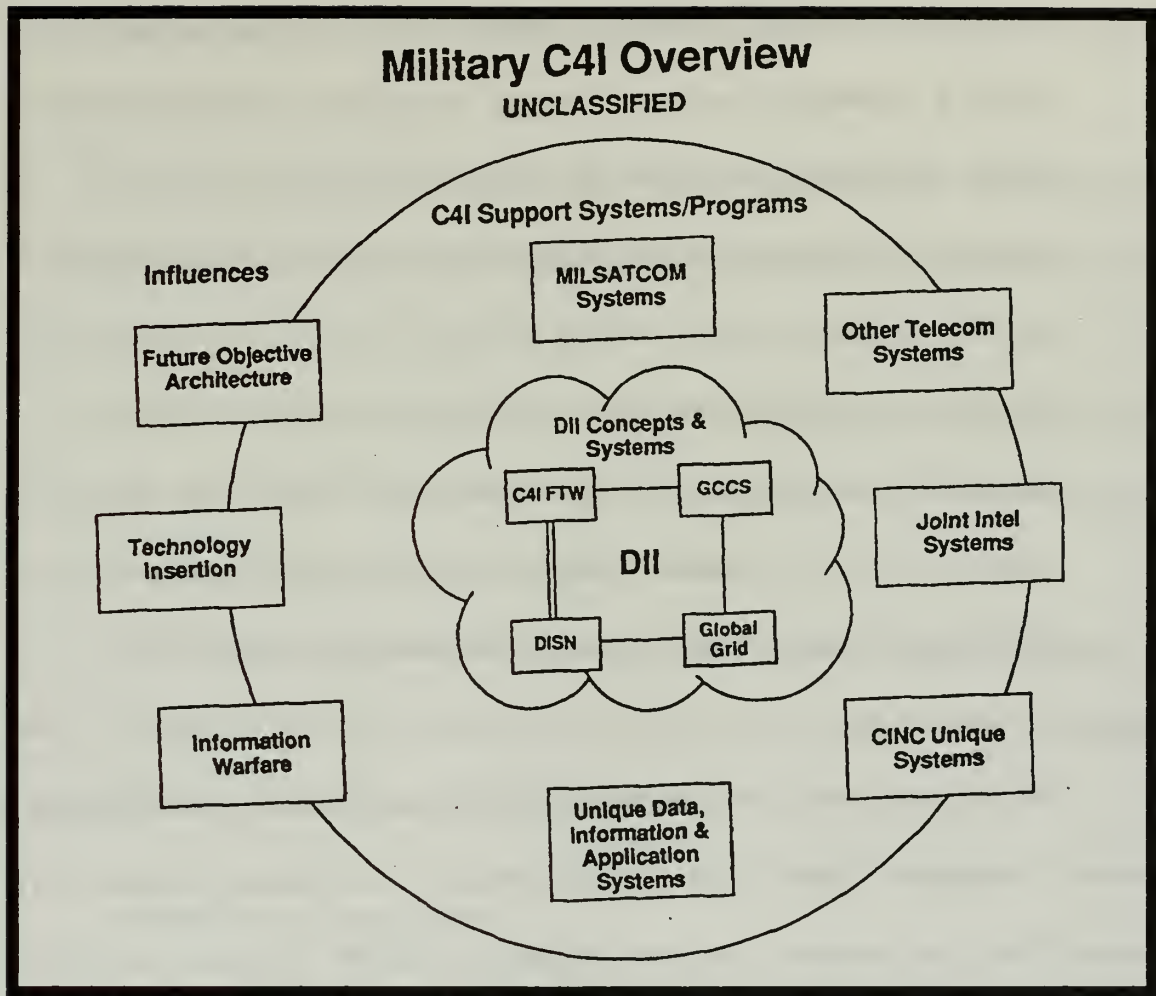 Military C4I Overview
UNCLASSIFIED
C4I Support Systems/Programs
Influences
MILSATCOM
Systems
Other Telecom
Systems
Future Objective
Architecture
DII Concepts &
Systems
C4I FTW
GCCS
Technology
Insertion
DII
Joint Intel
Systems
DISN
Global
Grid
Information
Warfare
CINC Unique
Systems
Unique Data,
Information &
Application
Systems